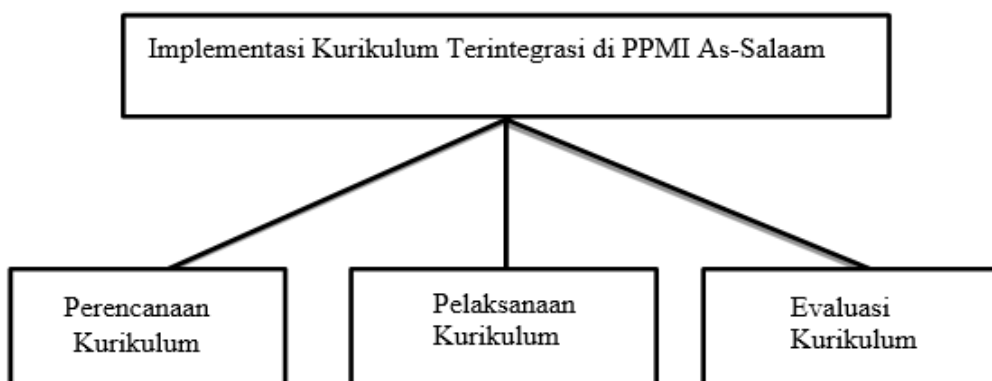 Implementasi Kurikulum Terintegrasi di PPMI As-Salaam
Perencanaan
Kurikulum
Pelaksanaan
Kurikulum
Evaluasi
Kurikulum